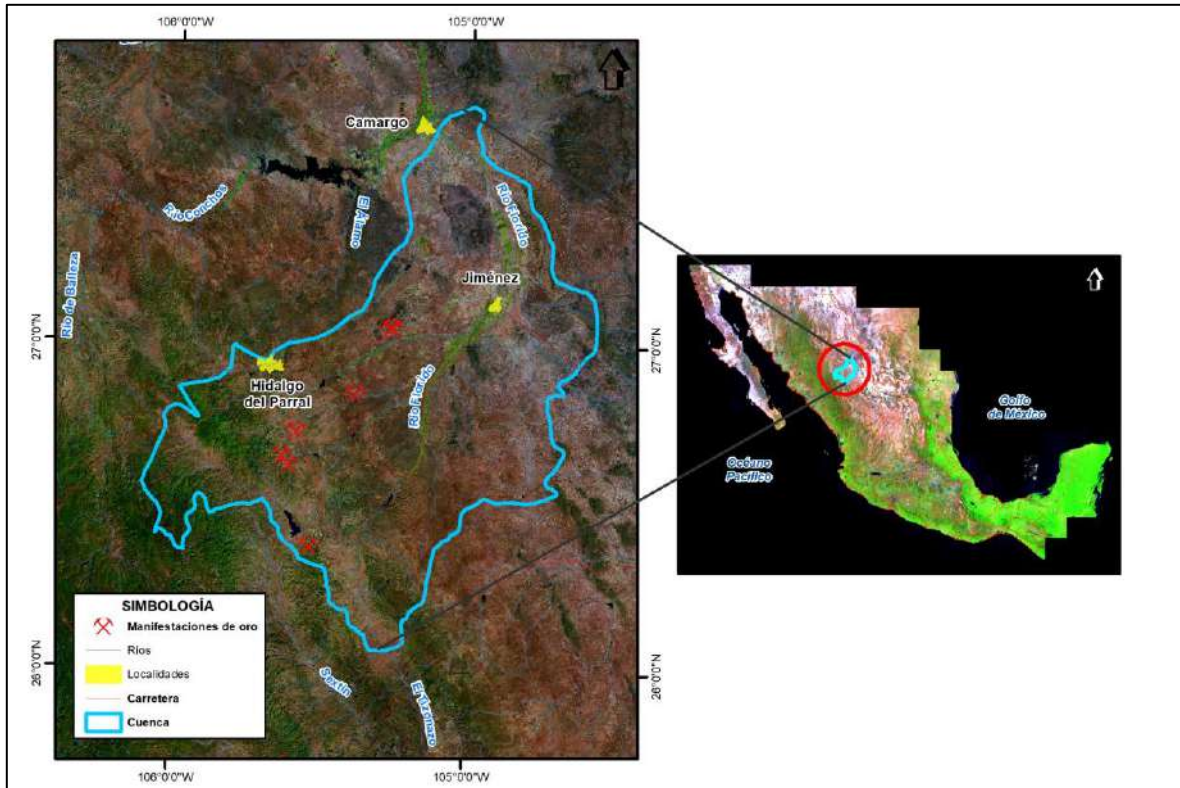 106°0'0"W
105°0'0"W
Camargo
Río Conchos
El Álamo
Río Florido
Río de Balleza
Jiménez
27°0'0"N
27°0'0"N
Hidalgo
del Parral
Río Florido
Golfo
de México
Océano
Pacífico
SIMBOLOGÍA
Manifestaciones de oro
Ríos
Localidades
Carretera
Cuenca
26°0'0"N
26°0'0"N
Sextín
106°0'0"W
105°0'0"W